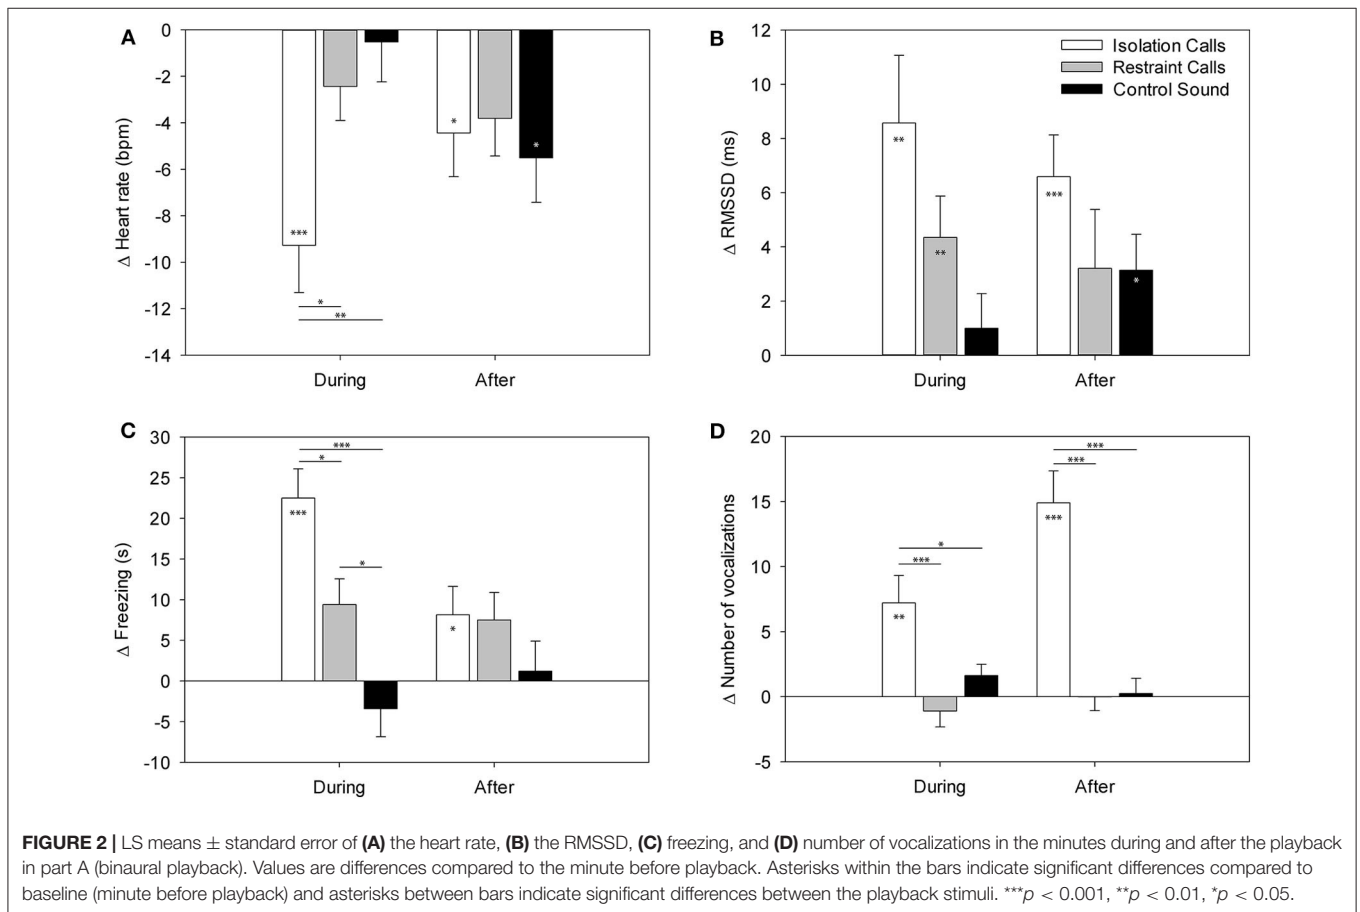 A
0
-2
-4
-6
-8
-10
-12
-14
Δ Heart rate (bpm)
***
*
**
*
*
During
After
B
12
10
8
6
4
2
0
Δ RMSSD (ms)
Isolation Calls
Restraint Calls
Control Sound
**
**
***
*
During
After
C
30
25
20
15
10
5
0
-5
-10
Δ Freezing (s)
***
*
***
*
*
During
After
D
20
15
10
5
0
-5
Δ Number of vocalizations
*
***
**
***
***
***
During
After
FIGURE 2 | LS means ± standard error of (A) the heart rate, (B) the RMSSD, (C) freezing, and (D) number of vocalizations in the minutes during and after the playback
in part A (binaural playback). Values are differences compared to the minute before playback. Asterisks within the bars indicate significant differences compared to
baseline (minute before playback) and asterisks between bars indicate significant differences between the playback stimuli. ***p < 0.001, **p < 0.01, *p < 0.05.